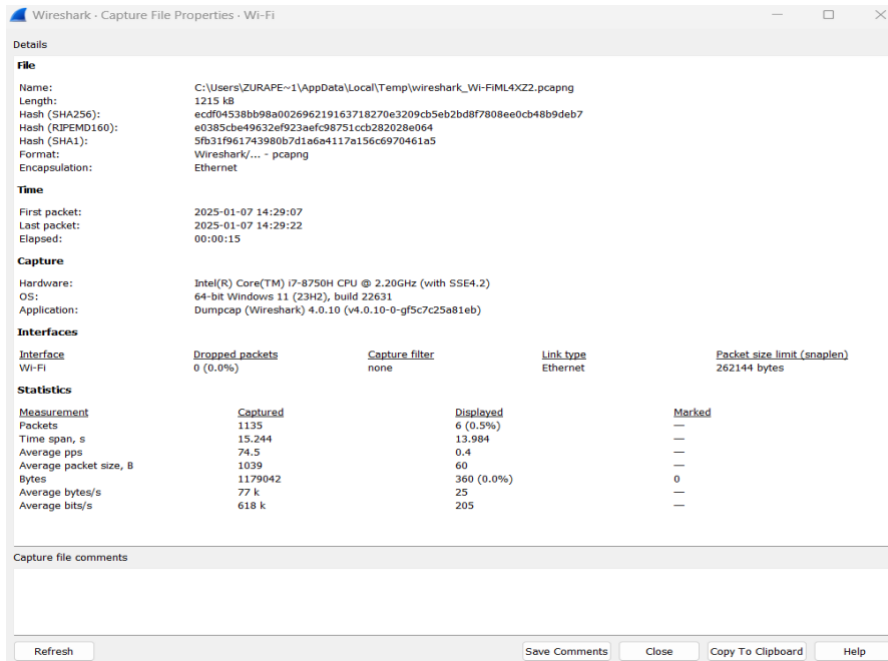 Wireshark · Capture File Properties · Wi-Fi
Details
File
Name: C:\Users\ZURAPE~1\AppData\Local\Temp\wireshark_Wi-FiML4XZ2.pcapng
Length: 1215 kB
Hash (SHA256): ecdf04538bb98a002696219163718270e3209cb5eb2bd8f7808ee0cb48b9deb7
Hash (RIPEMD160): e0385cbe49632ef923aefc98751ccb282028e064
Hash (SHA1): 5fb31f961743980b7d1a6a4117a156c6970461a5
Format: Wireshark/... - pcapng
Encapsulation: Ethernet
Time
First packet: 2025-01-07 14:29:07
Last packet: 2025-01-07 14:29:22
Elapsed: 00:00:15
Capture
Hardware: Intel(R) Core(TM) i7-8750H CPU @ 2.20GHz (with SSE4.2)
OS: 64-bit Windows 11 (23H2), build 22631
Application: Dumpcap (Wireshark) 4.0.10 (v4.0.10-0-gf5c7c25a81eb)
Interfaces
Interface Dropped packets Capture filter Link type Packet size limit (snaplen)
Wi-Fi 0 (0.0%) none Ethernet 262144 bytes
Statistics
Measurement Captured Displayed Marked
Packets 1135 6 (0.5%) —
Time span, s 15.244 13.984 —
Average pps 74.5 0.4 —
Average packet size, B 1039 60 —
Bytes 1179042 360 (0.0%) 0
Average bytes/s 77 k 25 —
Average bits/s 618 k 205 —
Capture file comments
Refresh Save Comments Close Copy To Clipboard Help